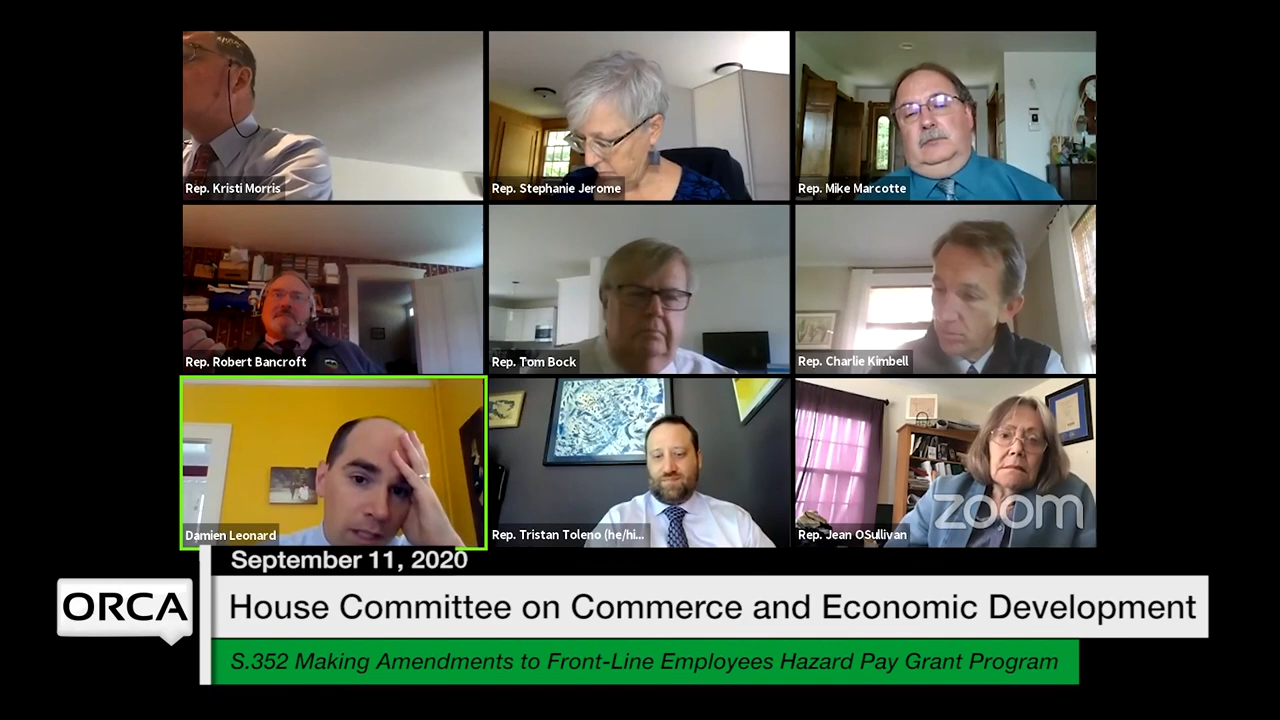 Rep. Kristi Morris
Rep. Stephanie Jerome
Rep. Mike Marcotte
Rep. Robert Bancroft
Rep. Tom Bock
Rep. Charlie Kimbell
Damien Leonard
Rep. Tristan Toleno (he/hi...
Rep. Jean OSullivan
zoom
September 11, 2020
ORCA
House Committee on Commerce and Economic Development
S.352 Making Amendments to Front-Line Employees Hazard Pay Grant Program